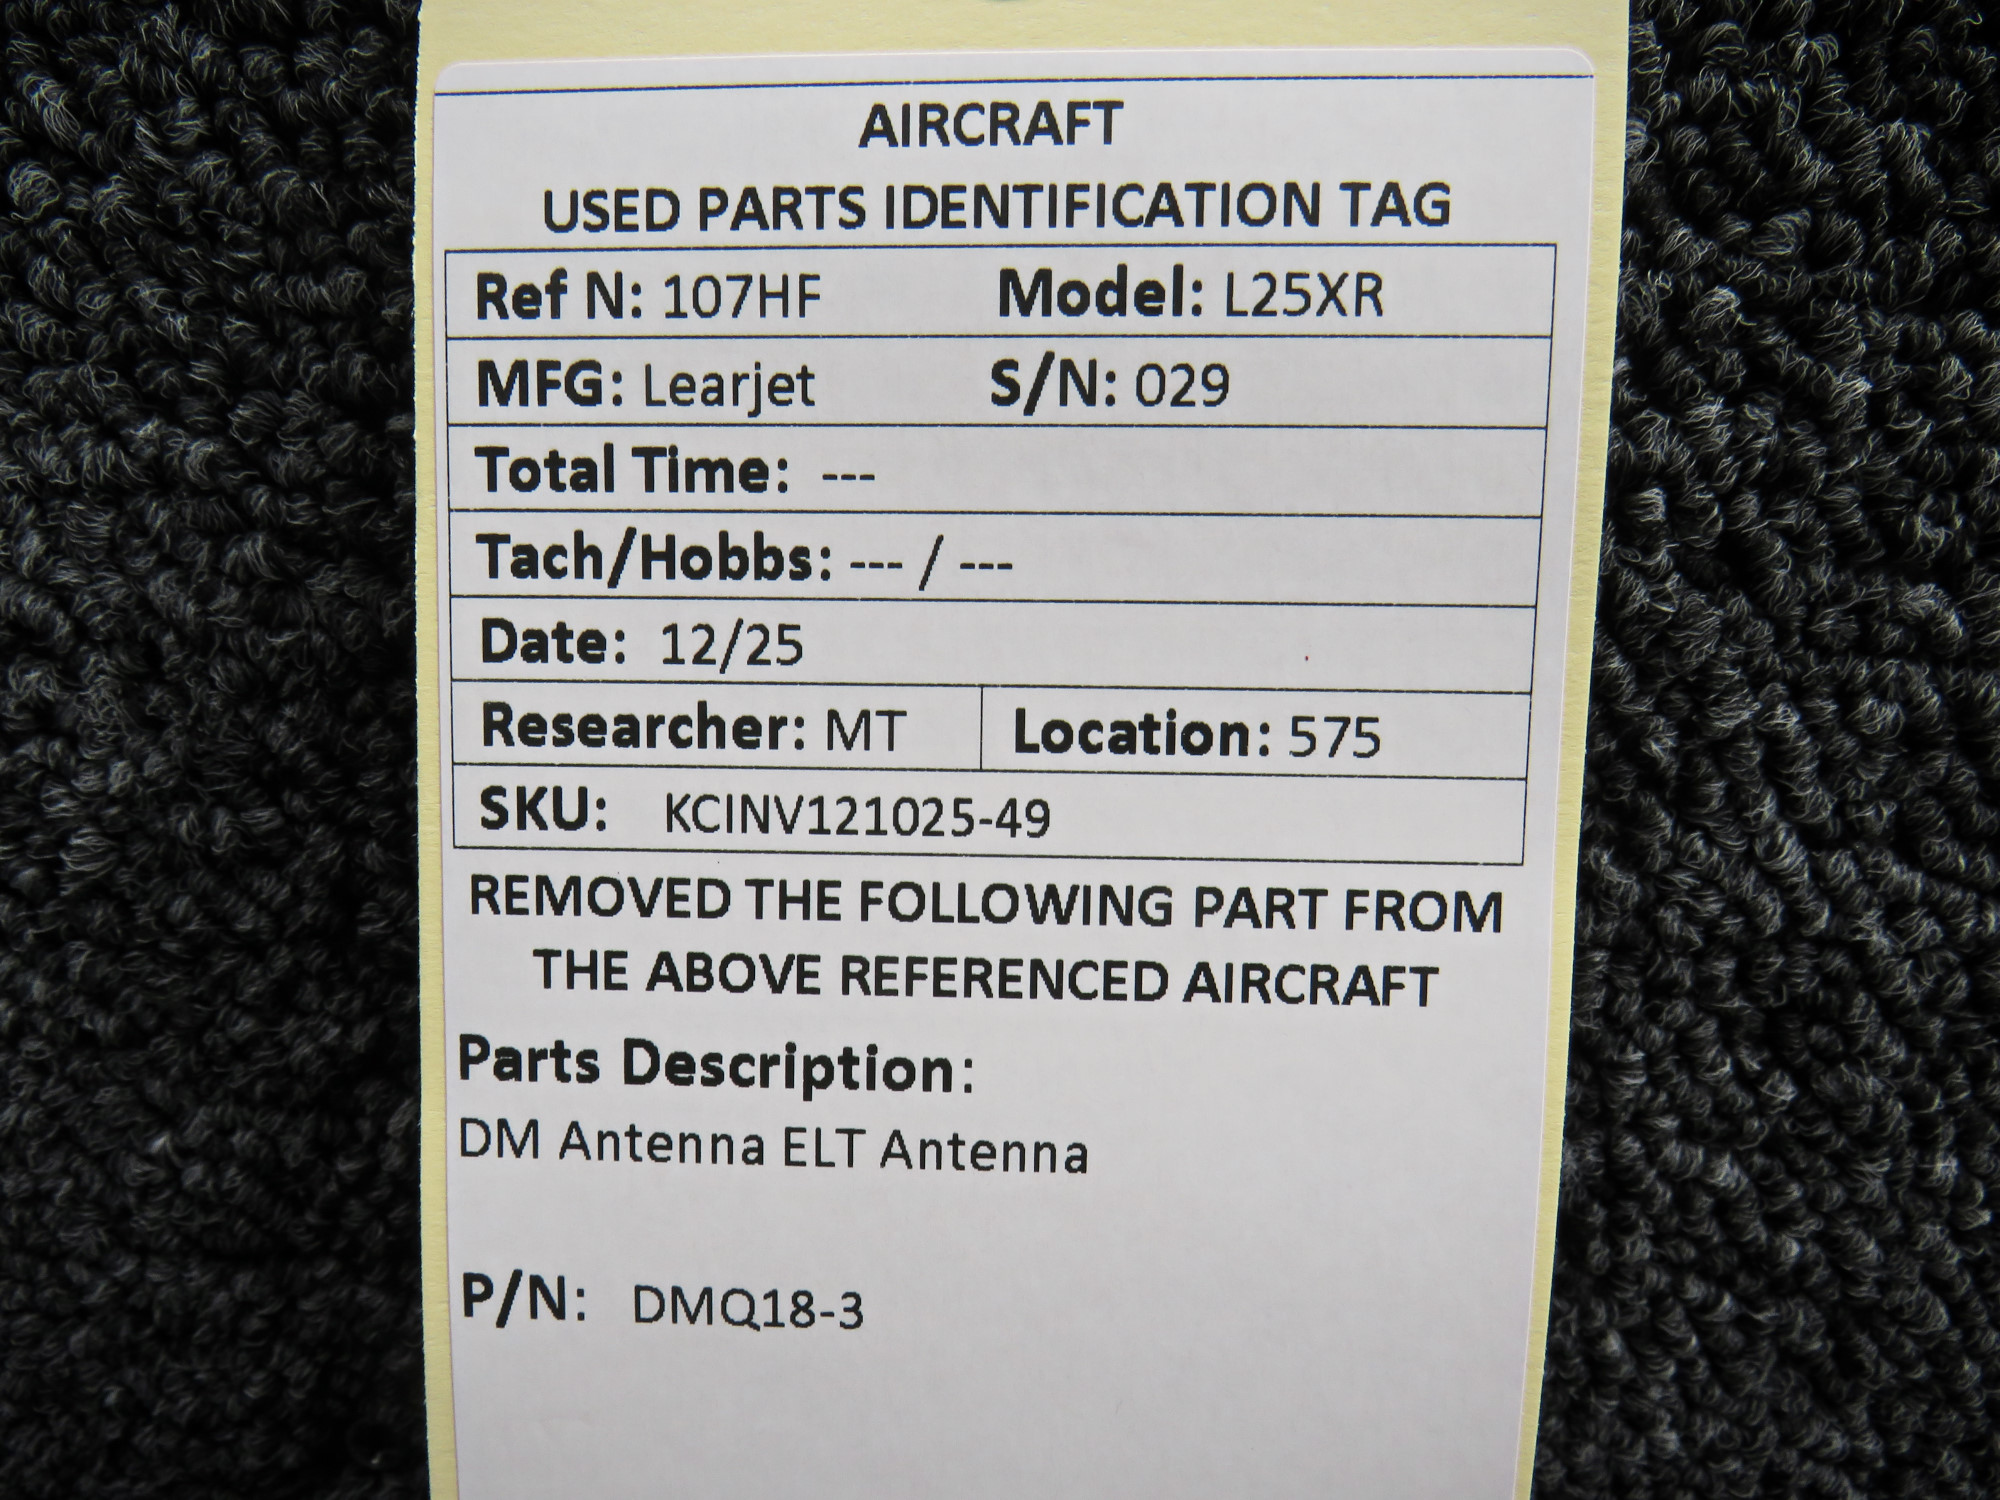 AIRCRAFT
USED PARTS IDENTIFICATION TAG
Ref N: 107HF Model: L25XR
MFG: Learjet S/N: 029
Total Time: ---
Tach/Hobbs: --- / ---
Date: 12/25
Researcher: MT Location: 575
SKU: KCINV121025-49
REMOVED THE FOLLOWING PART FROM
THE ABOVE REFERENCED AIRCRAFT
Parts Description:
DM Antenna ELT Antenna
P/N: DMQ18-3